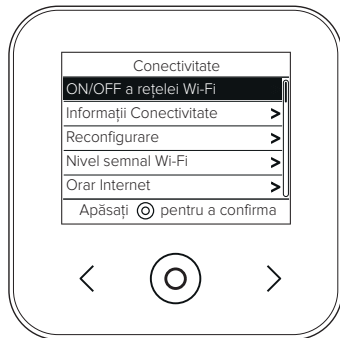 Conectivitate
ON/OFF a rețelei Wi-Fi
Informații Conectivitate >
Reconfigurare >
Nivel semnal Wi-Fi >
Orar Internet >
Apăsați ◎ pentru a confirma